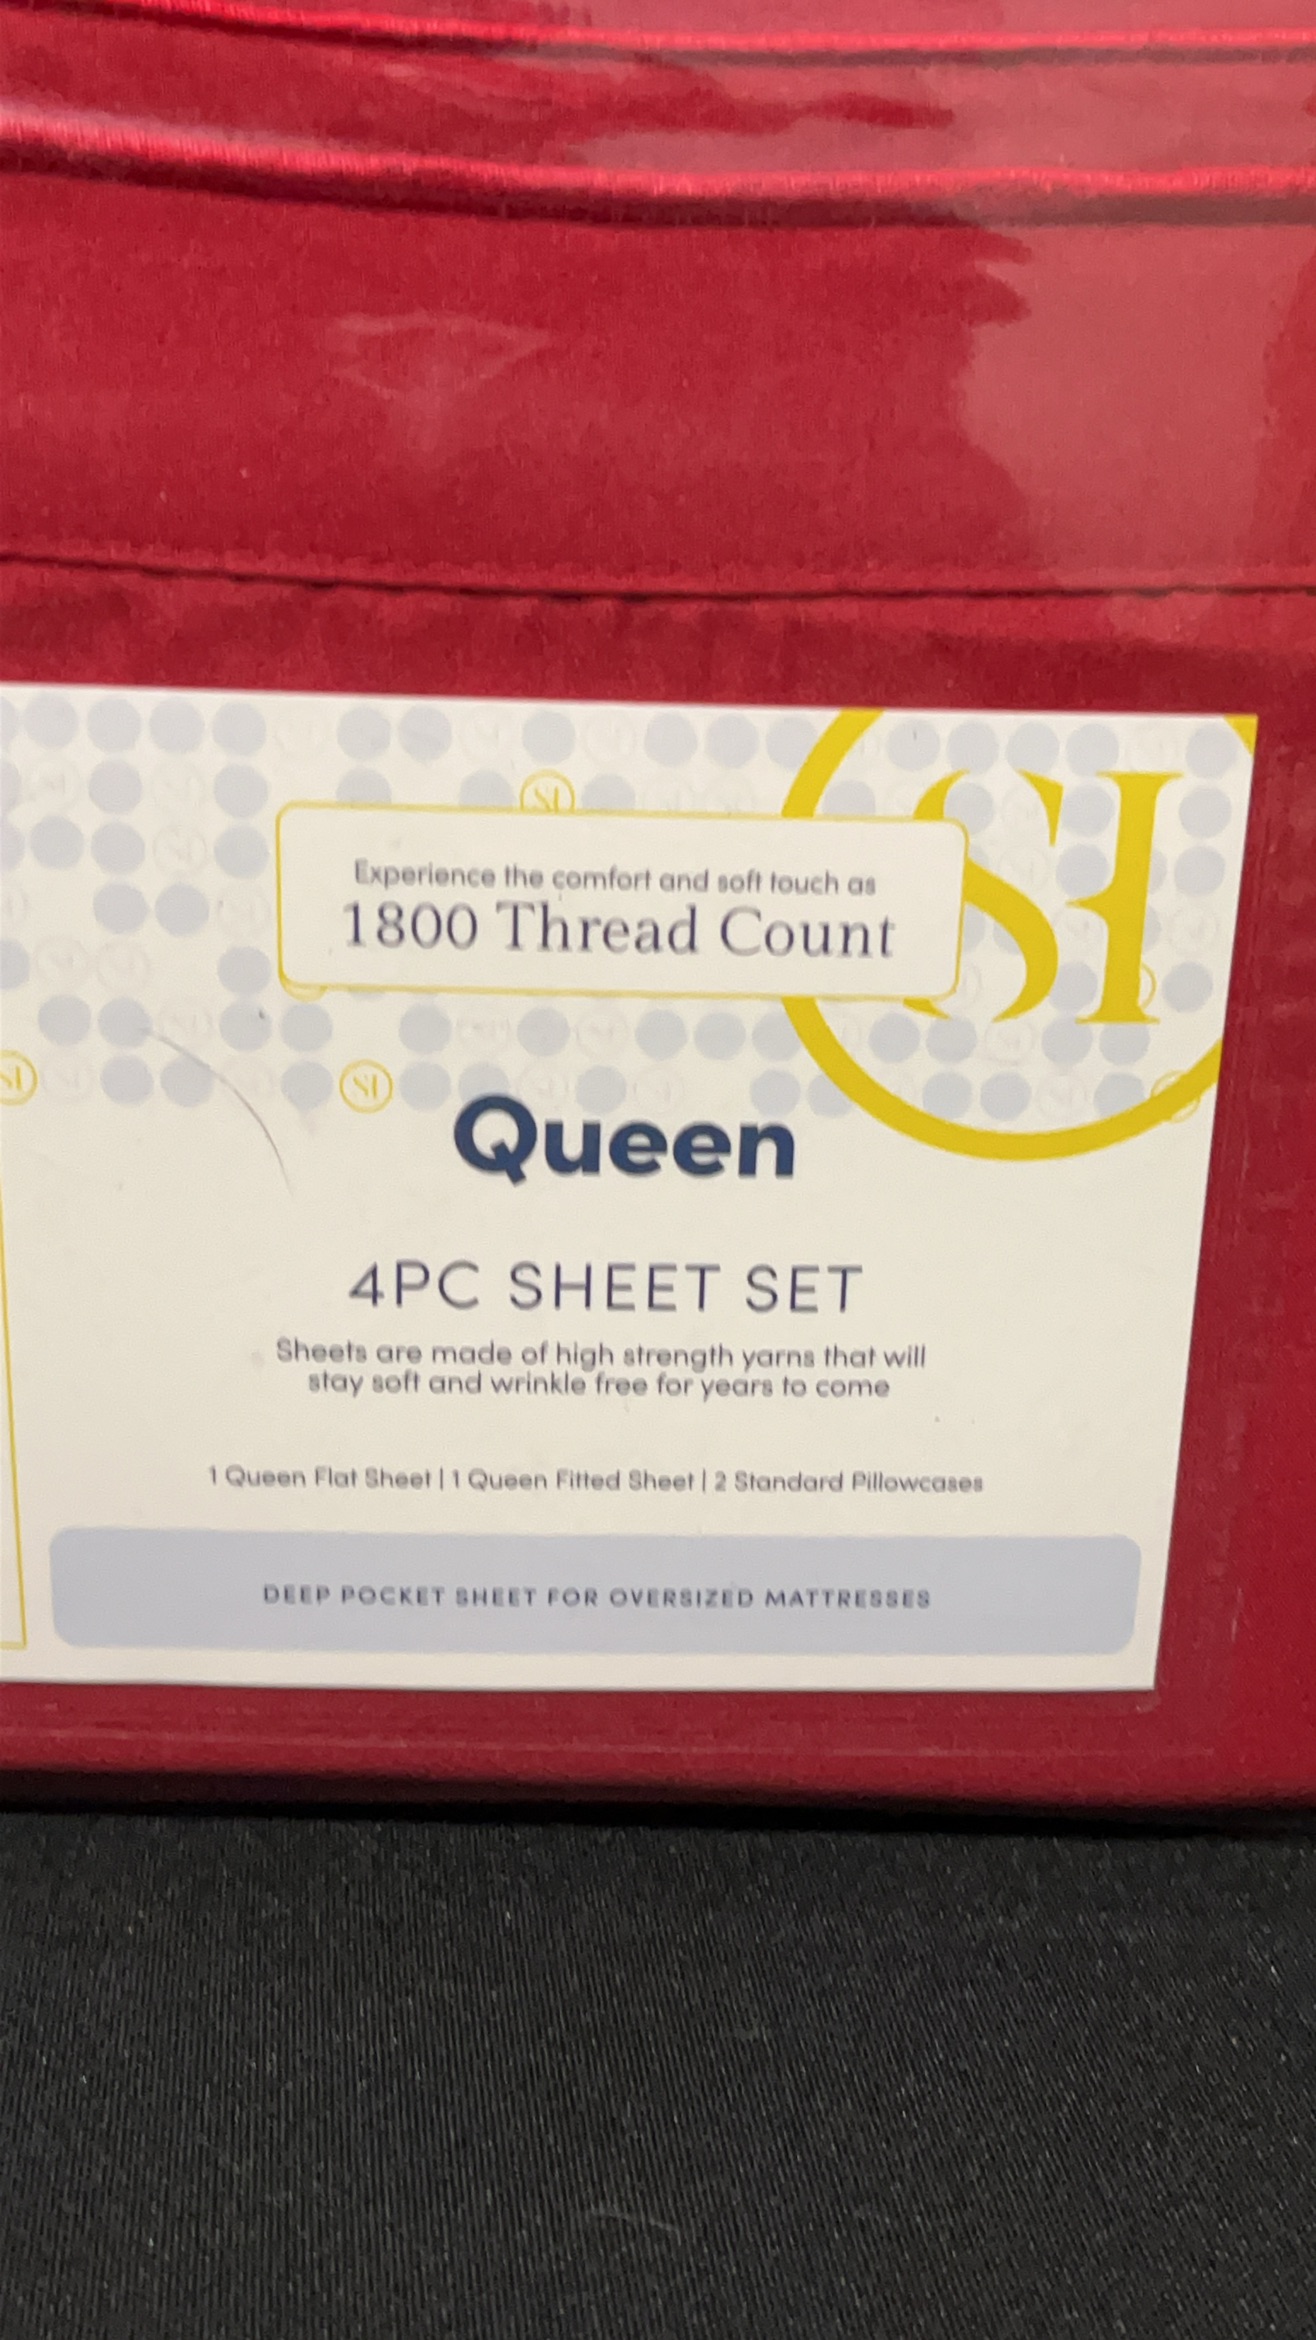 SH
Experience the comfort and soft touch as
1800 Thread Count
Queen
4PC SHEET SET
Sheets are made of high strength yarns that will
stay soft and wrinkle free for years to come
1 Queen Flat Sheet | 1 Queen Fitted Sheet | 2 Standard Pillowcases
DEEP POCKET SHEET FOR OVERSIZED MATTRESSES